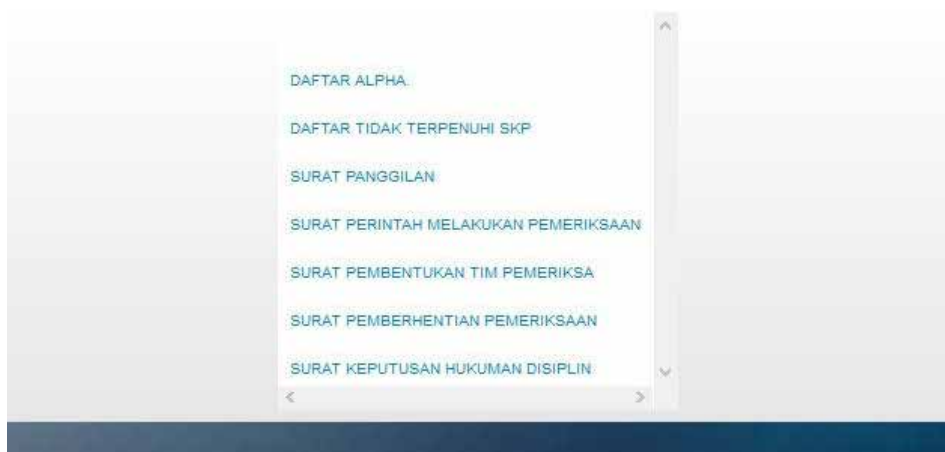 DAFTAR ALPHA.
DAFTAR TIDAK TERPENUHI SKP
SURAT PANGGILAN
SURAT PERINTAH MELAKUKAN PEMERIKSAAN
SURAT PEMBENTUKAN TIM PEMERIKSA
SURAT PEMBERHENTIAN PEMERIKSAAN
SURAT KEPUTUSAN HUKUMAN DISIPLIN